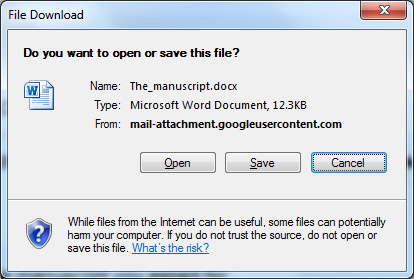 File Download
Do you want to open or save this file?
Name: The_manuscript.docx
Type: Microsoft Word Document, 12.3KB
From: mail-attachment.googleusercontent.com
Open Save Cancel
While files from the Internet can be useful, some files can potentially
harm your computer. If you do not trust the source, do not open or
save this file. What's the risk?